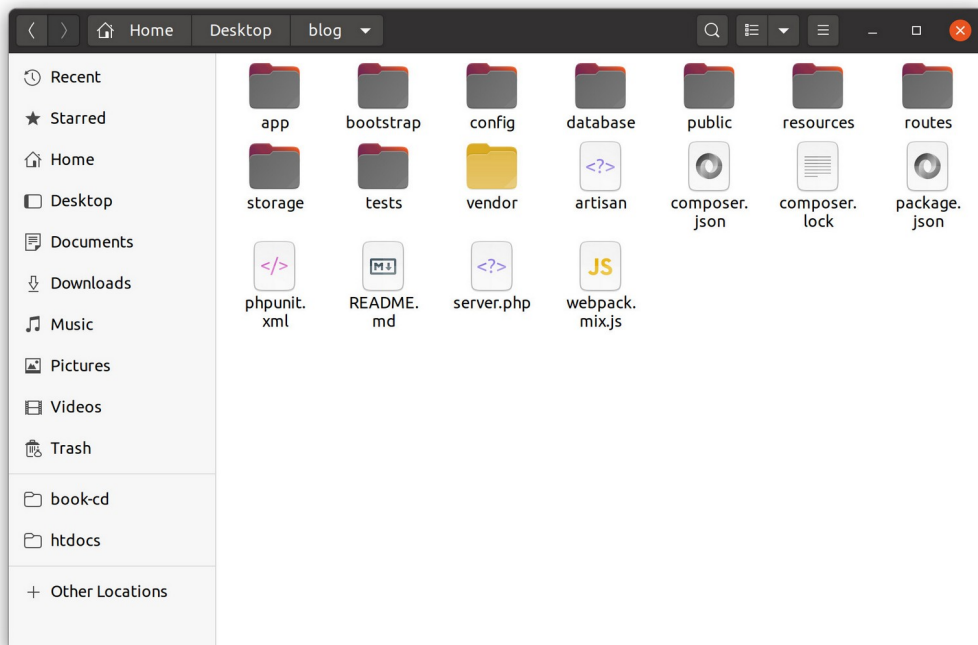 Home Desktop blog
Recent
Starred
Home
Desktop
Documents
Downloads
Music
Pictures
Videos
Trash
book-cd
htdocs
Other Locations
app bootstrap config database public resources routes
<?>
storage tests vendor artisan composer. composer. package.
json lock json
</> M <?> JS
phpunit. README. server.php webpack.
xml md mix.js